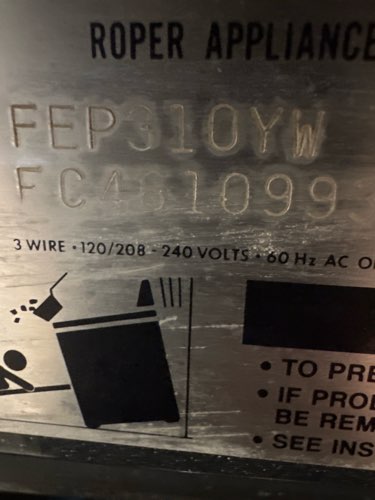 ROPER APPLIANCE
FEP310YW
3 WIRE • 120/208 - 240 VOLTS • 60 Hz AC
• TO PRE
• IF PROB
BE REM
• SEE INS